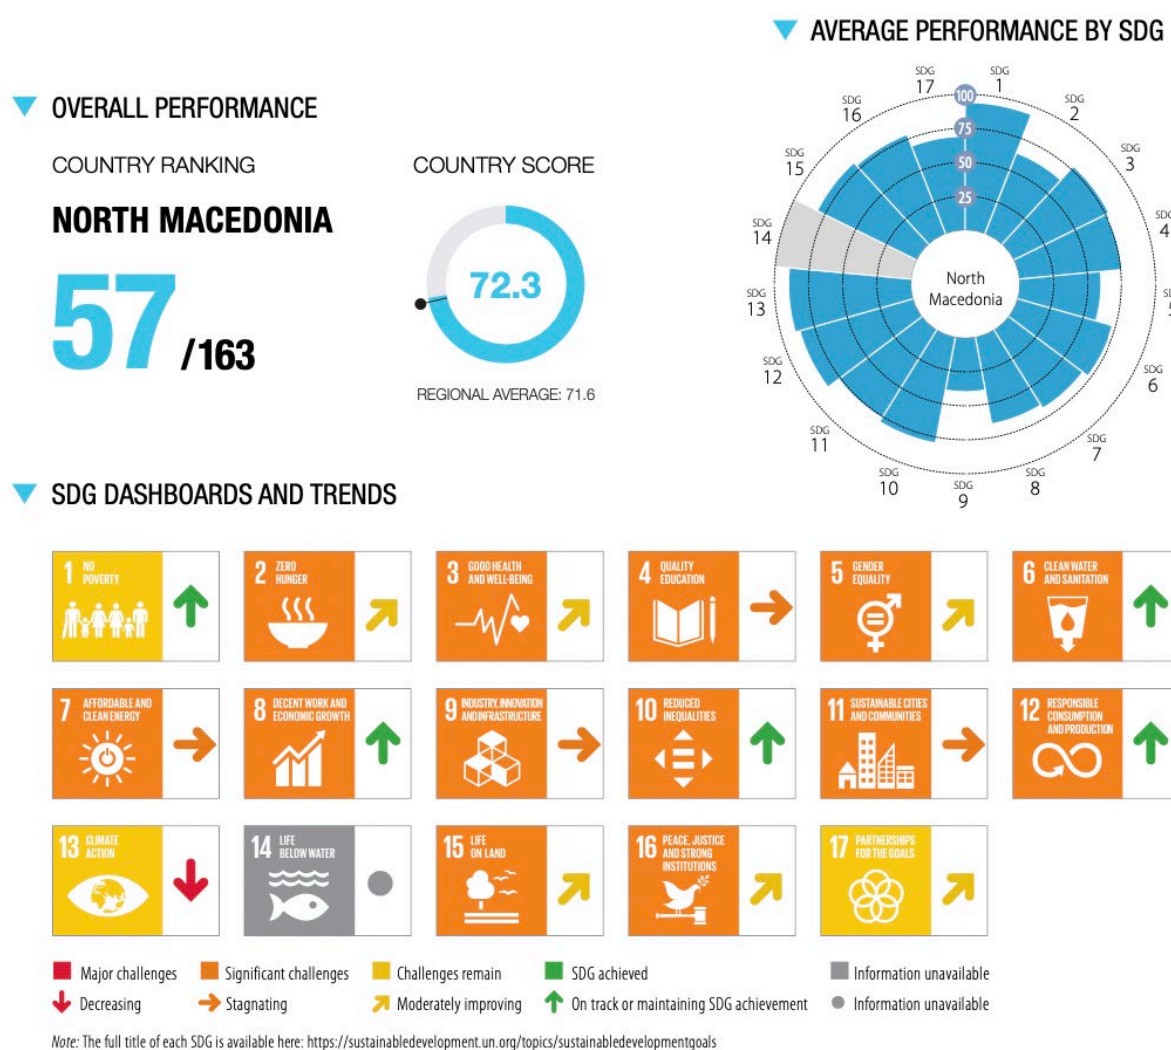 AVERAGE PERFORMANCE BY SDG
OVERALL PERFORMANCE
COUNTRY RANKING
NORTH MACEDONIA
57 /163
COUNTRY SCORE
72.3
REGIONAL AVERAGE: 71.6
SDG 1
SDG 2
SDG 3
SDG 4
5
SDG 6
SDG 7
SDG 8
SDG 9
SDG 10
SDG 11
SDG 12
SDG 13
SDG 14
SDG 15
SDG 16
SDG 17
100
75
50
25
North
Macedonia
SDG DASHBOARDS AND TRENDS
1 NO
POVERTY
2 ZERO
HUNGER
3 GOOD HEALTH
AND WELL-BEING
4 QUALITY
EDUCATION
5 GENDER
EQUALITY
6 CLEAN WATER
AND SANITATION
7 AFFORDABLE AND
CLEAN ENERGY
8 DECENT WORK AND
ECONOMIC GROWTH
9 INDUSTRY, INNOVATION
AND INFRASTRUCTURE
10 REDUCED
INEQUALITIES
11 SUSTAINABLE CITIES
AND COMMUNITIES
12 RESPONSIBLE
CONSUMPTION
AND PRODUCTION
13 CLIMATE
ACTION
14 LIFE
BELOW WATER
15 LIFE
ON LAND
16 PEACE, JUSTICE
AND STRONG
INSTITUTIONS
17 PARTNERSHIPS
FOR THE GOALS
Major challenges Significant challenges Challenges remain SDG achieved Information unavailable
Decreasing Stagnating Moderately improving On track or maintaining SDG achievement Information unavailable
Note: The full title of each SDG is available here: https://sustainabledevelopment.un.org/topics/sustainabledevelopmentgoals